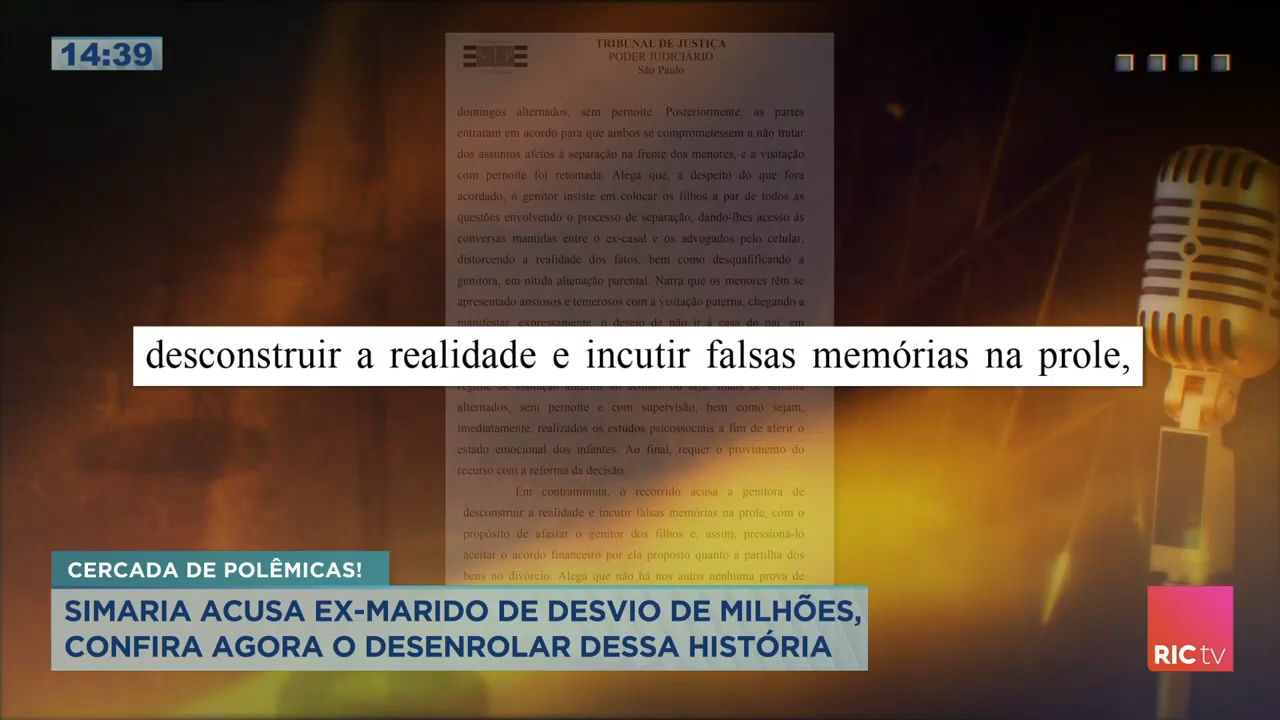 14:39
TRIBUNAL DE JUSTIÇA
PODER JUDICIÁRIO
São Paulo
domingos alternados, sem pernoite. Posteriormente, as partes
entraram em acordo para que ambos se comprometessem a não tratar
dos assuntos afetos à separação na frente dos menores, e a visitação
com pernoite foi retomada. Alega que, a despeito do que fora
acordado, o genitor insiste em colocar os filhos a par de todos as
questões envolvendo o processo de separação, dando-lhes acesso às
conversas mantidas entre o ex-casal e os advogados pelo celular,
distorcendo a realidade dos fatos, bem como desqualificando a
genitora, em nítida alienação parental. Narra que os menores têm se
apresentado ansiosos e temerosos com a visitação paterna, chegando a
manifestar, expressamente, o desejo de não ir à casa do pai, em
desconstruir a realidade e incutir falsas memórias na prole,
alternados, sem pernoite e com supervisão, bem como sejam,
imediatamente, realizados os estudos psicossociais a fim de aferir o
estado emocional dos infantes. Ao final, requer o provimento do
recurso com a reforma da decisão.
Em contraminuta, o recorrido acusa a genitora de
desconstruir a realidade e incutir falsas memórias na prole, com o
propósito de afastar o genitor dos filhos e, assim, pressioná-lo
aceitar o acordo financeiro por ela proposto quanto à partilha dos
bens no divórcio. Alega que não há nos autos nenhuma prova de
CERCADA DE POLÊMICAS!
SIMARIA ACUSA EX-MARIDO DE DESVIO DE MILHÕES,
CONFIRA AGORA O DESENROLAR DESSA HISTÓRIA
RIC tv